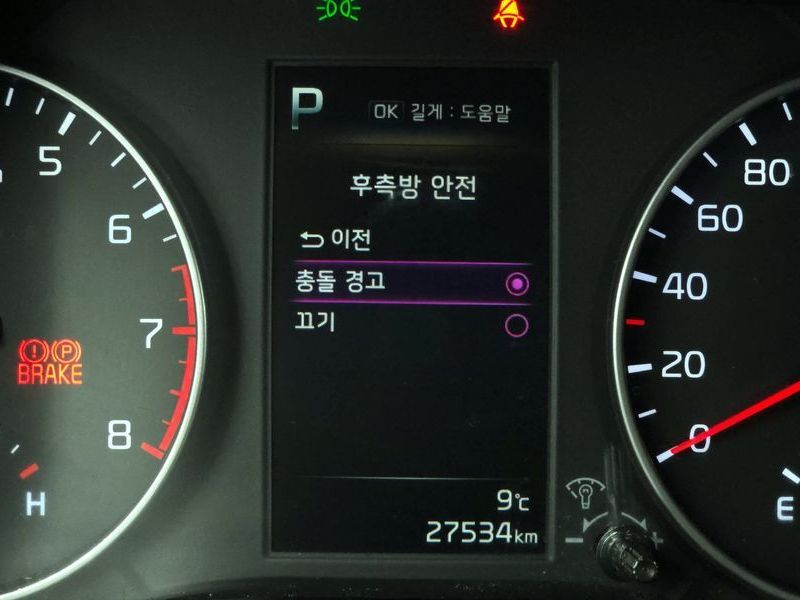 P
OK 길게 : 도움말
후측방 안전
이전
충돌 경고
끄기
9℃
27534km
5
6
7
8
H
BRAKE
P
80
60
40
20
0
E